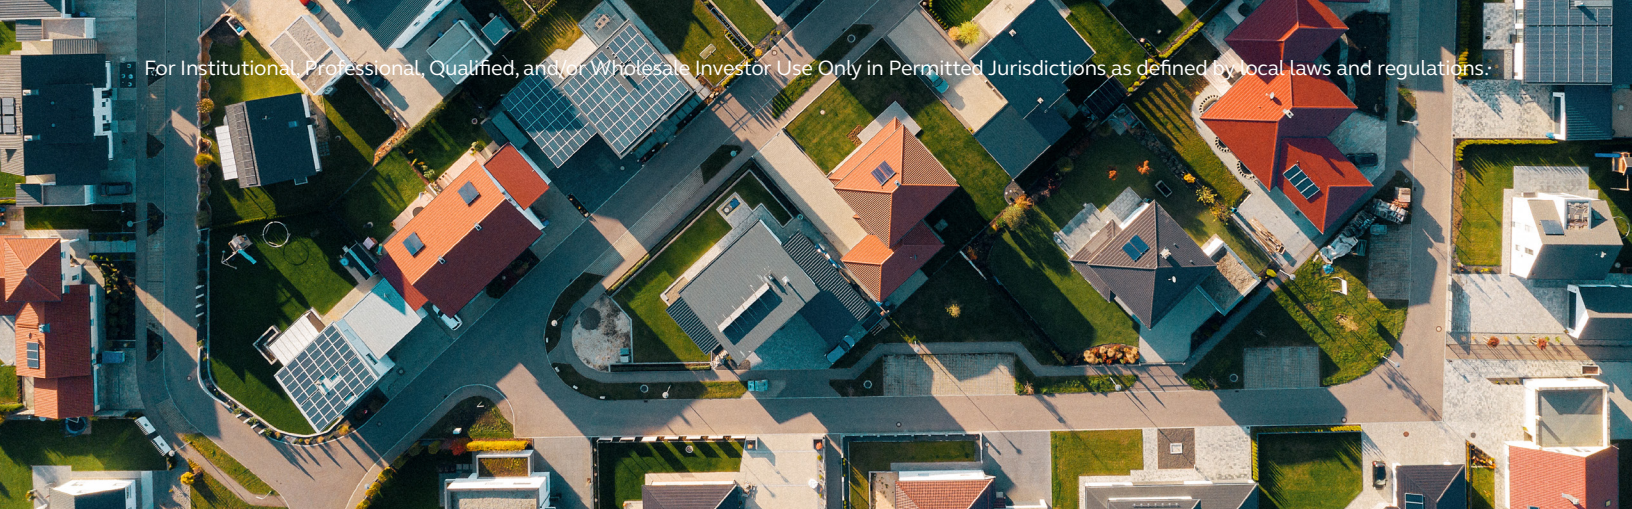 For Institutional, Professional, Qualified, and/or Wholesale Investor Use Only in Permitted Jurisdictions as defined by local laws and regulations.